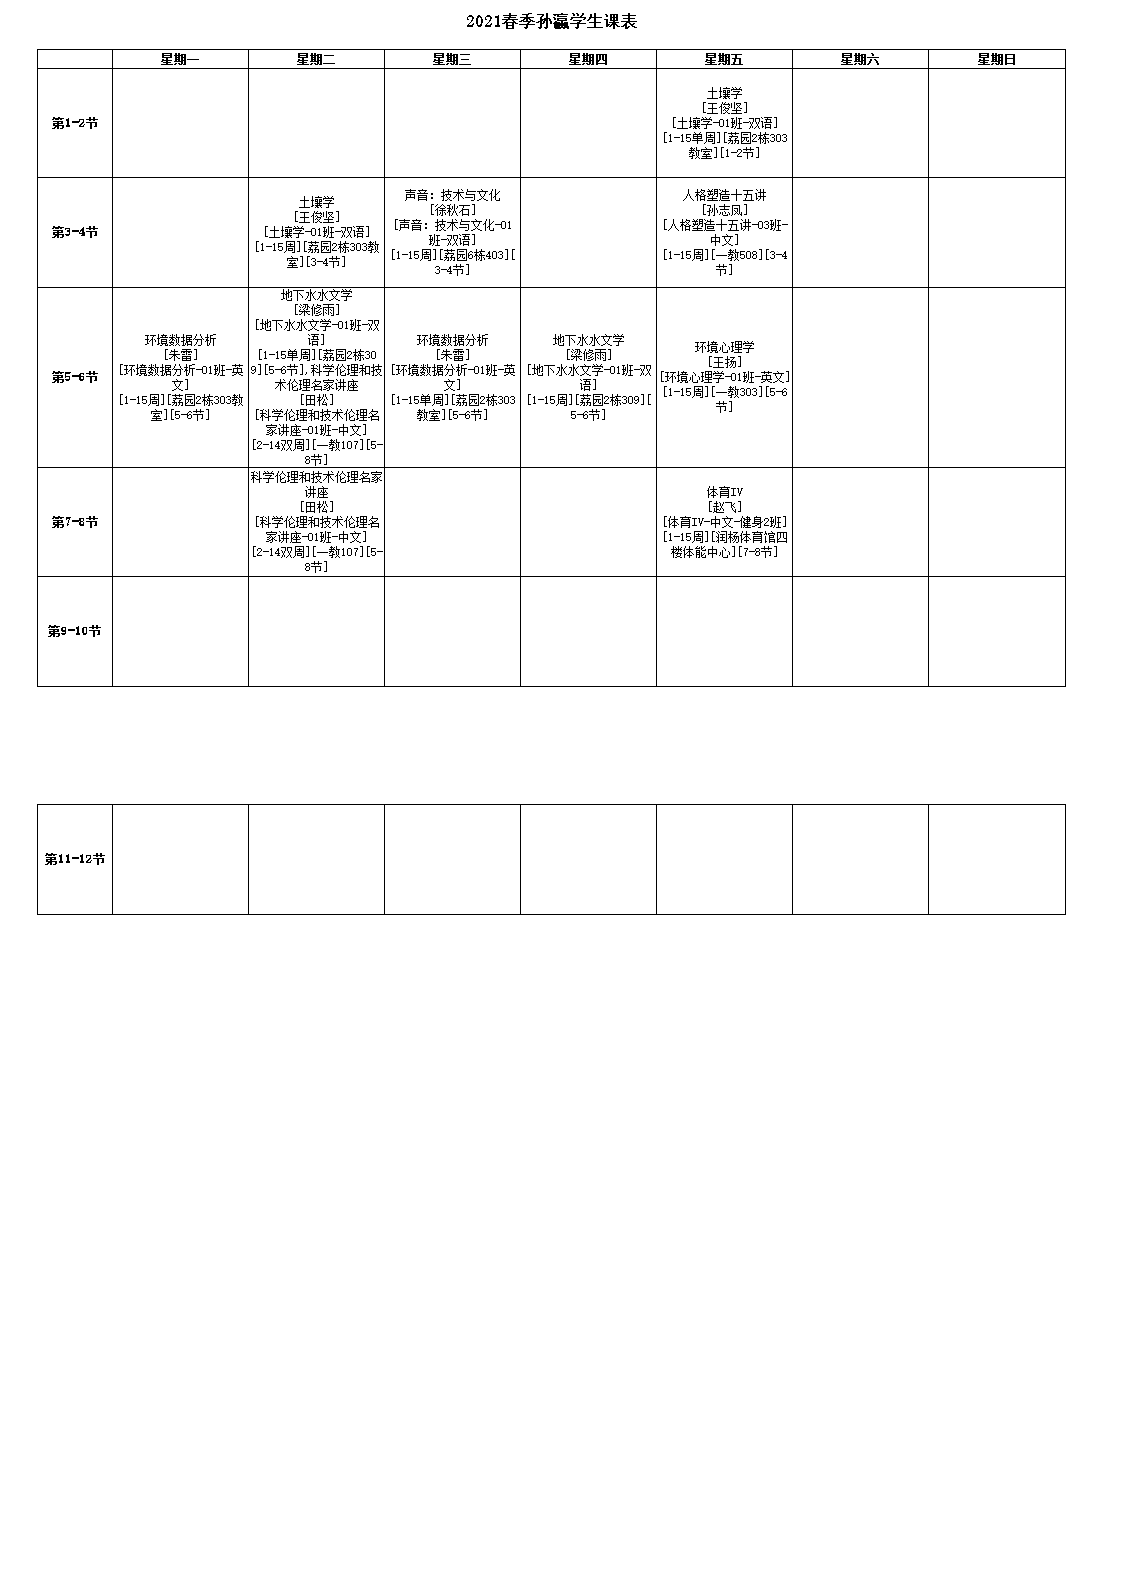 2021春季孙瀛学生课表
星期一 星期二 星期三 星期四 星期五 星期六 星期日
第1-2节
土壤学
[王俊坚]
[土壤学-01班-双语]
[1-15单周][荔园2栋303
教室][1-2节]
第3-4节
土壤学
[王俊坚]
[土壤学-01班-双语]
[1-15周][荔园2栋303教
室][3-4节]
声音：技术与文化
[徐秋石]
[声音：技术与文化-01
班-双语]
[1-15周][荔园6栋403][
3-4节]
人格塑造十五讲
[孙志凤]
[人格塑造十五讲-03班-
中文]
[1-15周][一教508][3-4
节]
第5-6节
环境数据分析
[朱雷]
[环境数据分析-01班-英
文]
[1-15周][荔园2栋303教
室][5-6节]
地下水水文学
[梁修雨]
[地下水水文学-01班-双
语]
[1-15单周][荔园2栋30
9][5-6节],科学伦理和技
术伦理名家讲座
[田松]
[科学伦理和技术伦理名
家讲座-01班-中文]
[2-14双周][一教107][5-
8节]
环境数据分析
[朱雷]
[环境数据分析-01班-英
文]
[1-15单周][荔园2栋303
教室][5-6节]
地下水水文学
[梁修雨]
[地下水水文学-01班-双
语]
[1-15周][荔园2栋309][
5-6节]
环境心理学
[王扬]
[环境心理学-01班-英文]
[1-15周][一教303][5-6
节]
第7-8节
科学伦理和技术伦理名家
讲座
[田松]
[科学伦理和技术伦理名
家讲座-01班-中文]
[2-14双周][一教107][5-
8节]
体育IV
[赵飞]
[体育IV-中文-健身2班]
[1-15周][润杨体育馆四
楼体能中心][7-8节]
第9-10节
第11-12节